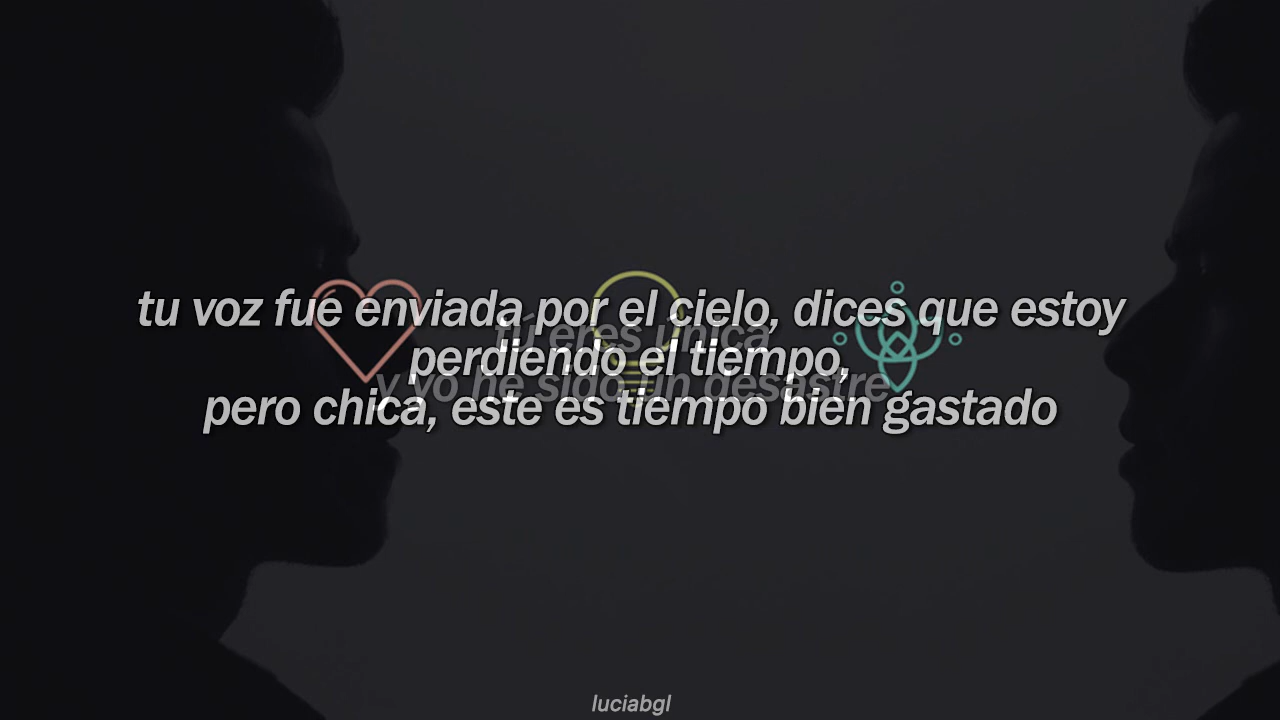 tu voz fue enviada por el cielo, dices que estoy
tú eres única
perdiendo el tiempo,
y yo he sido un desastre
pero chica, este es tiempo bien gastado
luciabgl